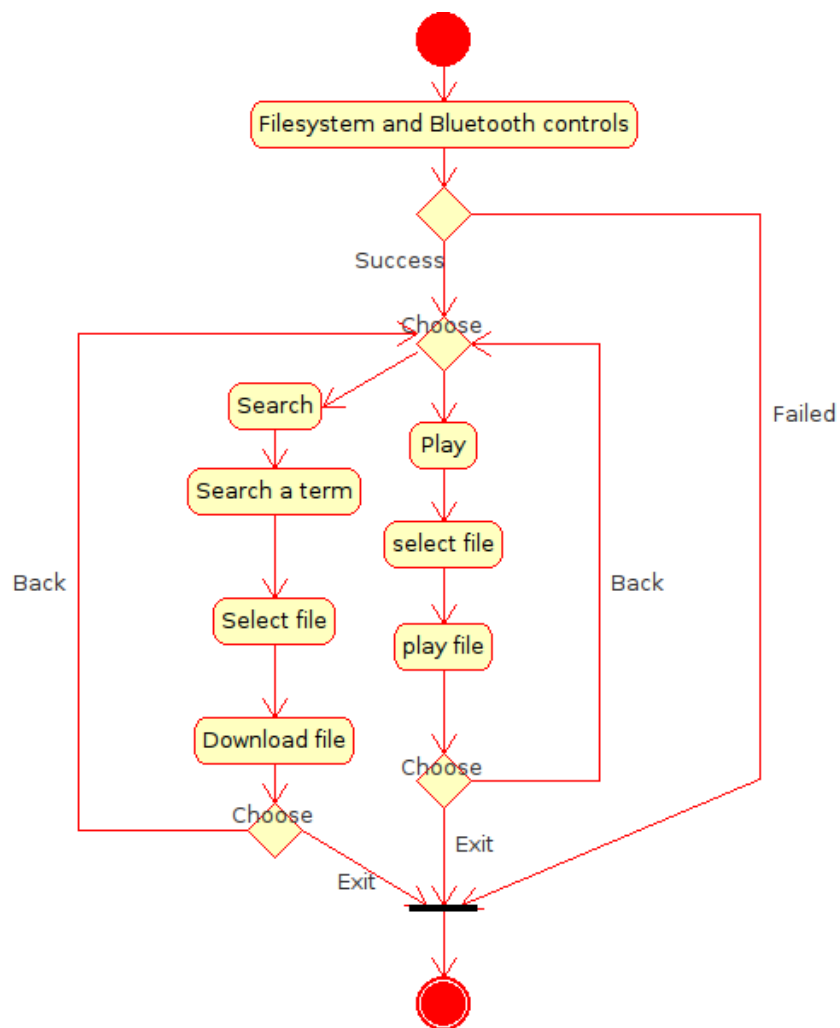 Filesystem and Bluetooth controls
Success
Choose
Search
Failed
Play
Search a term
select file
Back
Back
Select file
play file
Download file
Choose
Choose
Exit
Exit